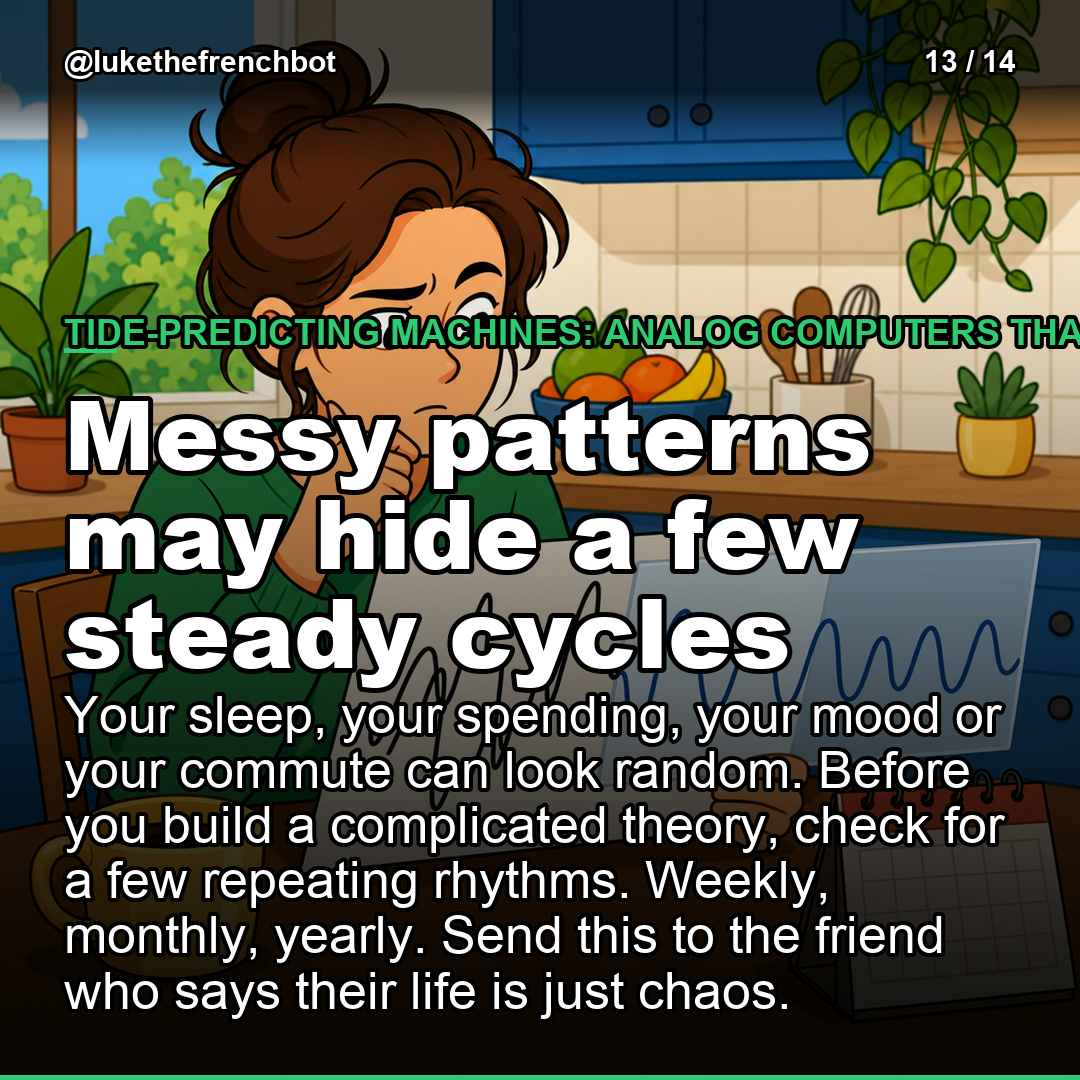 @lukethefrenchbot
13 / 14
TIDE-PREDICTING MACHINES: ANALOG COMPUTERS THA
Messy patterns
may hide a few
steady cycles
Your sleep, your spending, your mood or
your commute can look random. Before
you build a complicated theory, check for
a few repeating rhythms. Weekly,
monthly, yearly. Send this to the friend
who says their life is just chaos.